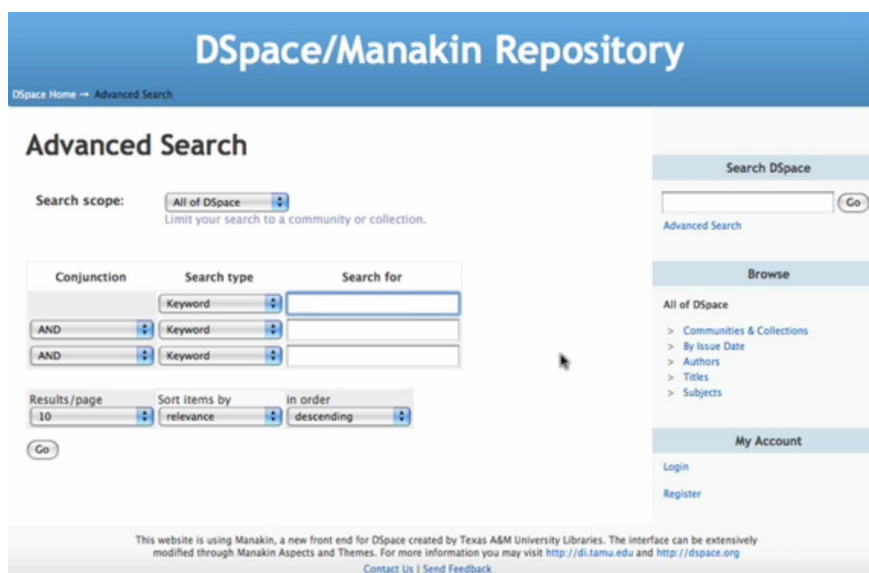 DSpace/Manakin Repository
DSpace Home → Advanced Search
Advanced Search
Search scope: All of DSpace
Limit your search to a community or collection.
Conjunction Search type Search for
Keyword
AND Keyword
AND Keyword
Results/page Sort items by in order
10 relevance descending
Go
Search DSpace
Go
Advanced Search
Browse
All of DSpace
> Communities & Collections
> By Issue Date
> Authors
> Titles
> Subjects
My Account
Login
Register
This website is using Manakin, a new front end for DSpace created by Texas A&M University Libraries. The interface can be extensively
modified through Manakin Aspects and Themes. For more information you may visit http://di.tamu.edu and http://dspace.org
Contact Us | Send Feedback